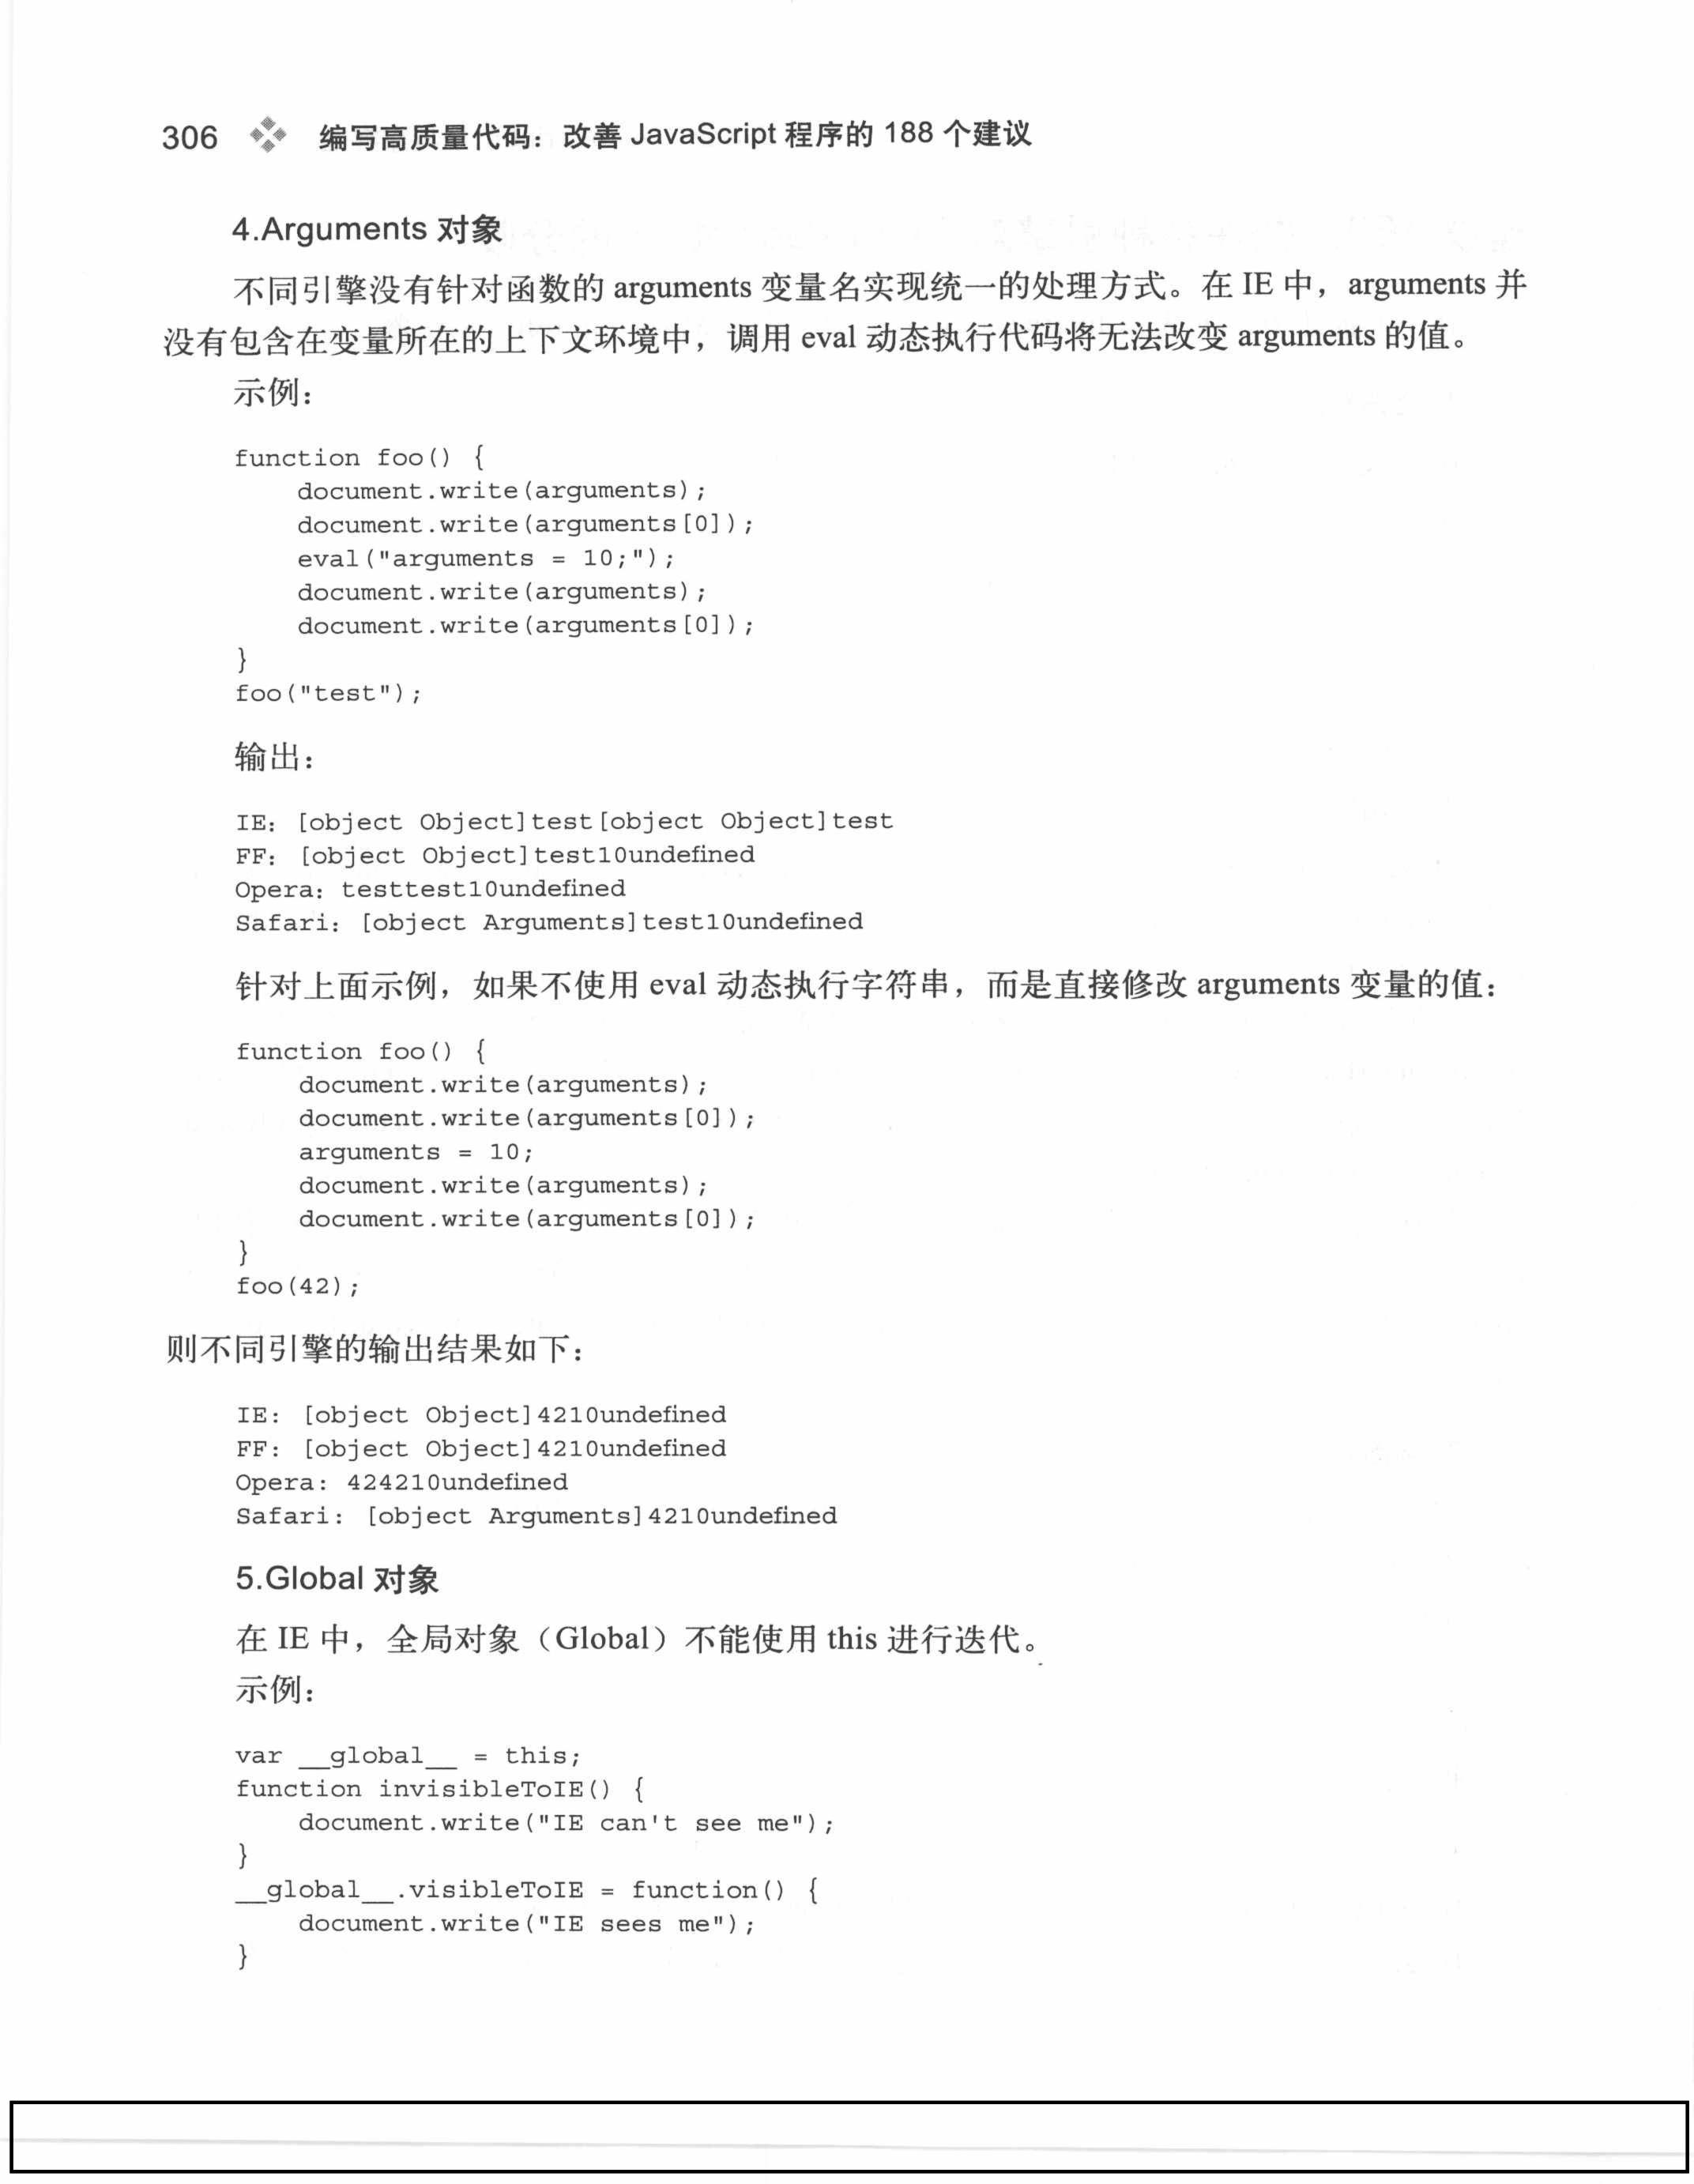 306 编写高质量代码：改善 JavaScript 程序的 188 个建议
4.Arguments 对象
不同引擎没有针对函数的 arguments 变量名实现统一的处理方式。在 IE 中，arguments 并
没有包含在变量所在的上下文环境中，调用 eval 动态执行代码将无法改变 arguments 的值。
示例：
function foo() {
    document.write(arguments);
    document.write(arguments[0]);
    eval("arguments = 10;");
    document.write(arguments);
    document.write(arguments[0]);
}
foo("test");
输出：
IE: [object Object]test[object Object]test
FF: [object Object]test10undefined
Opera: testtest10undefined
Safari: [object Arguments]test10undefined
针对上面示例，如果不使用 eval 动态执行字符串，而是直接修改 arguments 变量的值：
function foo() {
    document.write(arguments);
    document.write(arguments[0]);
    arguments = 10;
    document.write(arguments);
    document.write(arguments[0]);
}
foo(42);
则不同引擎的输出结果如下：
IE: [object Object]4210undefined
FF: [object Object]4210undefined
Opera: 424210undefined
Safari: [object Arguments]4210undefined
5.Global 对象
在 IE 中，全局对象（Global）不能使用 this 进行迭代。
示例：
var __global__ = this;
function invisibleToIE() {
    document.write("IE can't see me");
}
__global__.visibleToIE = function() {
    document.write("IE sees me");
}